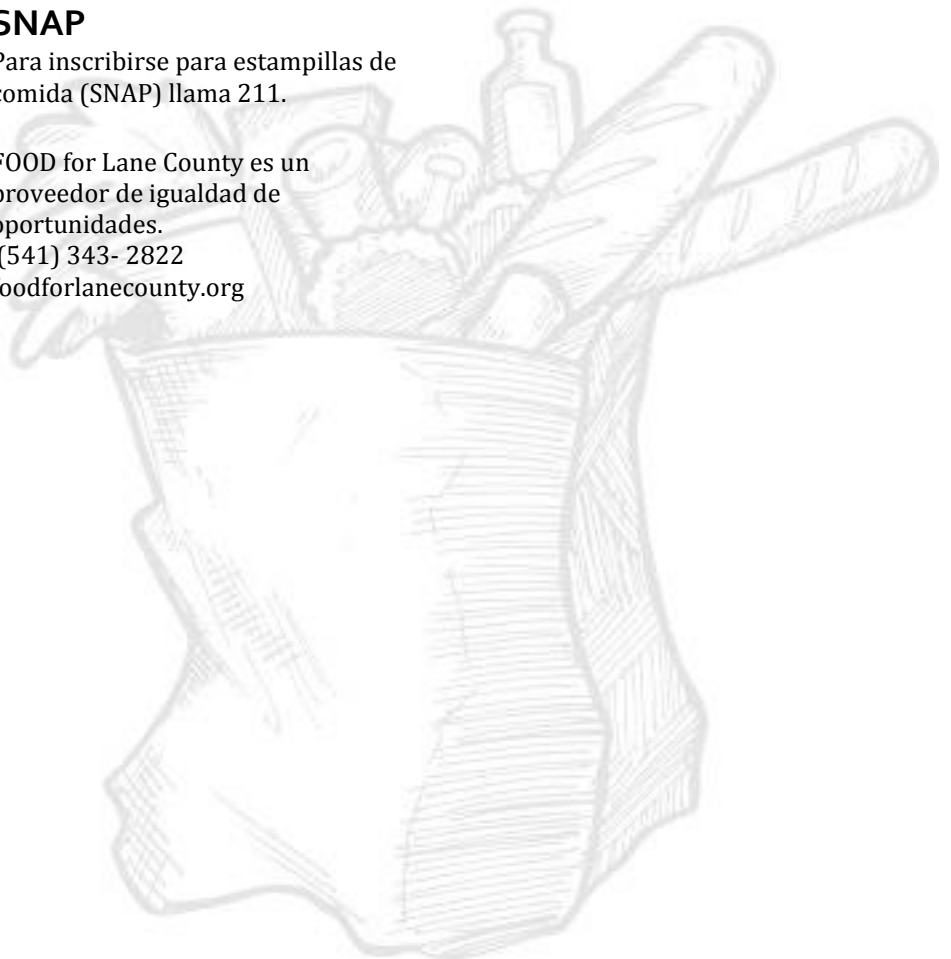 SNAP
Para inscribirse para estampillas de
comida (SNAP) llama 211.
FOOD for Lane County es un
proveedor de igualdad de
oportunidades.
(541) 343- 2822
foodforlanecounty.org